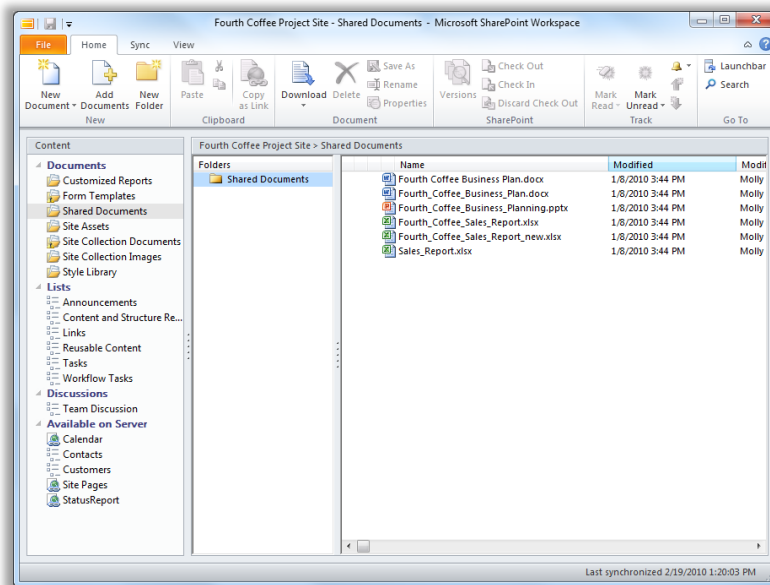 Fourth Coffee Project Site - Shared Documents - Microsoft SharePoint Workspace
File Home Sync View
New Document
Add Documents
New Folder
New
Paste
Copy as Link
Clipboard
Download
Delete
Save As
Rename
Properties
Document
Versions
Check Out
Check In
Discard Check Out
SharePoint
Mark Read
Mark Unread
Track
Launchbar
Search
Go To
Content
Documents
Customized Reports
Form Templates
Shared Documents
Site Assets
Site Collection Documents
Site Collection Images
Style Library
Lists
Announcements
Content and Structure Re...
Links
Reusable Content
Tasks
Workflow Tasks
Discussions
Team Discussion
Available on Server
Calendar
Contacts
Customers
Site Pages
StatusReport
Fourth Coffee Project Site > Shared Documents
Folders
Shared Documents
Name Modified Modif
Fourth Coffee Business Plan.docx 1/8/2010 3:44 PM Molly
Fourth_Coffee_Business_Plan.docx 1/8/2010 3:44 PM Molly
Fourth_Coffee_Business_Planning.pptx 1/8/2010 3:44 PM Molly
Fourth_Coffee_Sales_Report.xlsx 1/8/2010 3:44 PM Molly
Fourth_Coffee_Sales_Report_new.xlsx 1/8/2010 3:44 PM Molly
Sales_Report.xlsx 1/8/2010 3:44 PM Molly
Last synchronized 2/19/2010 1:20:03 PM